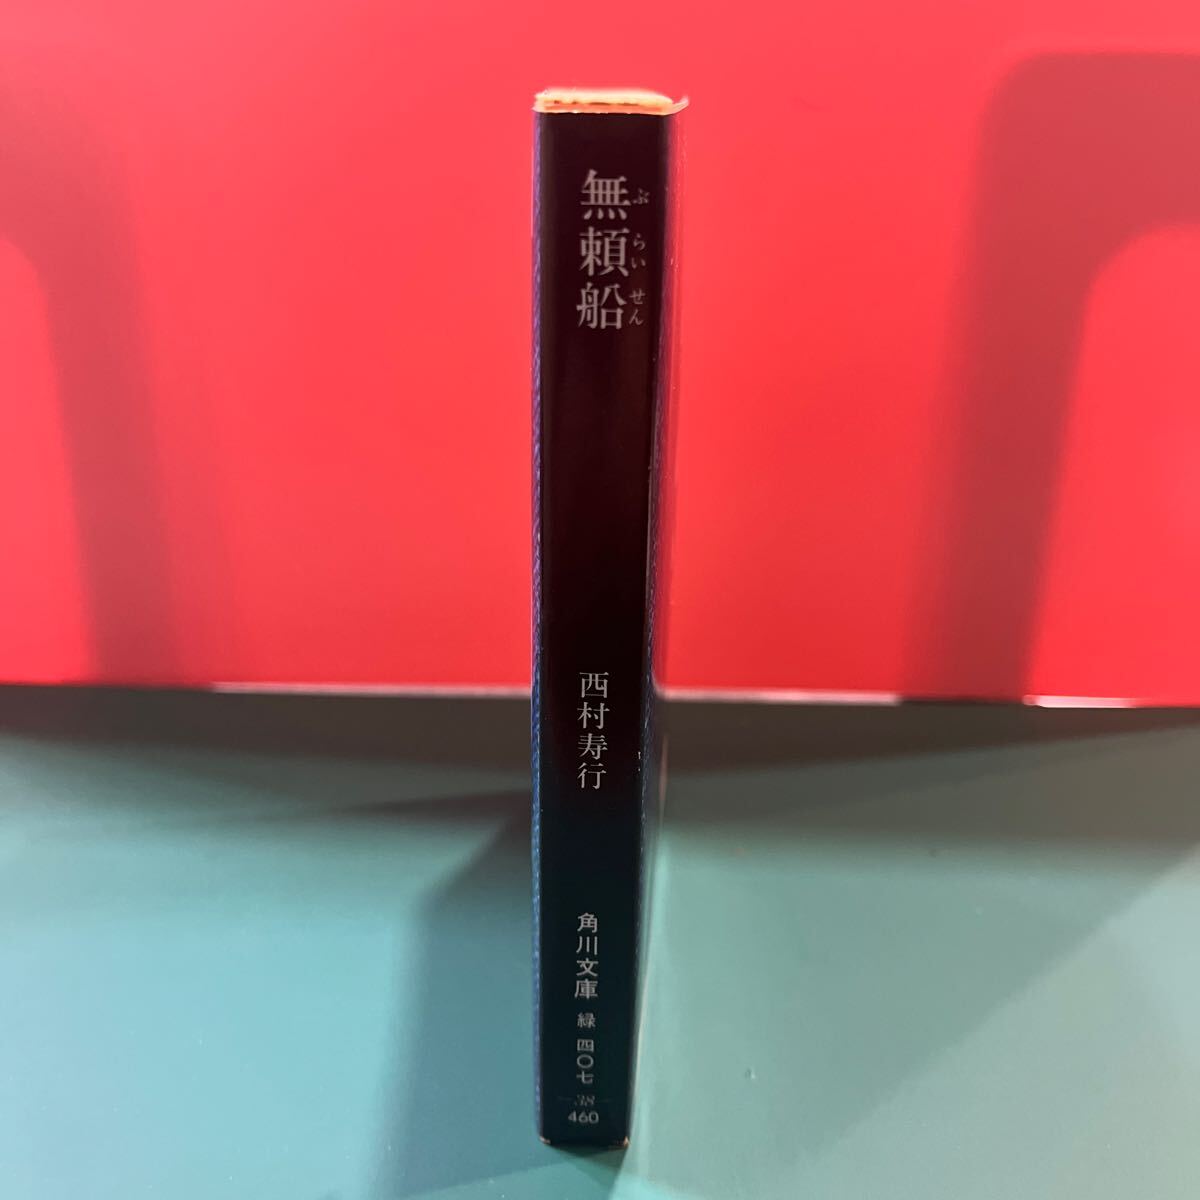 無頼船
ぶらいせん
西村寿行
角川文庫
緑 四〇七
38
460